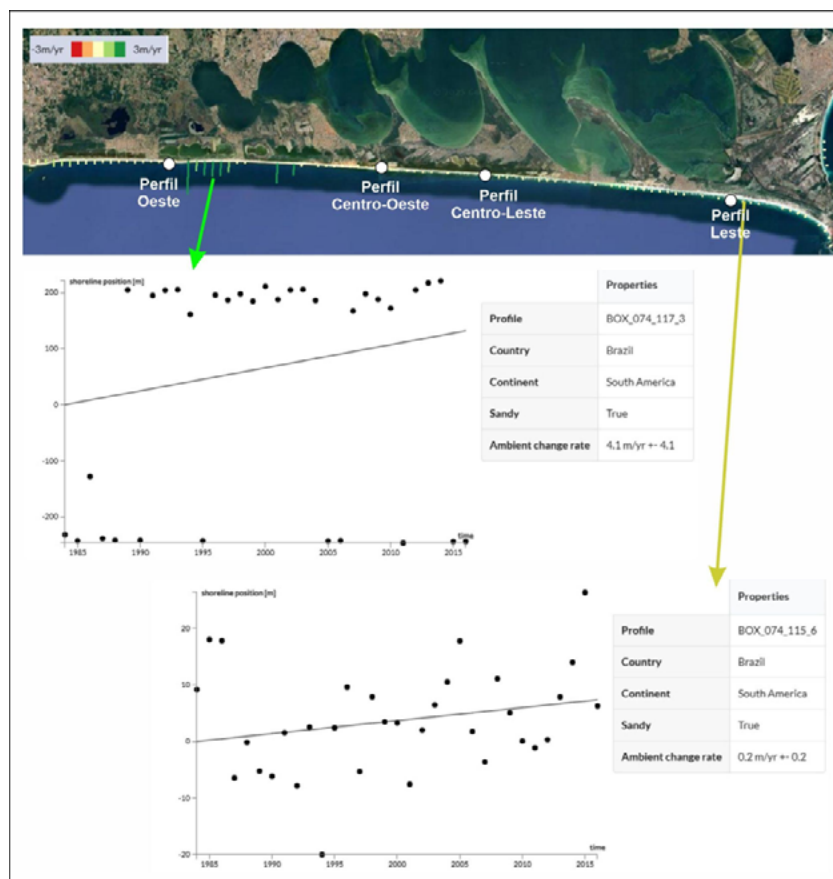 -3m/yr 3m/yr
Perfil
Oeste
Perfil
Centro-Oeste
Perfil
Centro-Leste
Perfil
Leste
shoreline position [m]
200
100
0
-100
-200
1985 1990 1995 2000 2005 2010 2015
time
Properties
Profile BOX_074_117_3
Country Brazil
Continent South America
Sandy True
Ambient change rate 4.1 m/yr +- 4.1
shoreline position [m]
20
10
0
-10
-20
1985 1990 1995 2000 2005 2010 2015
time
Properties
Profile BOX_074_115_6
Country Brazil
Continent South America
Sandy True
Ambient change rate 0.2 m/yr +- 0.2